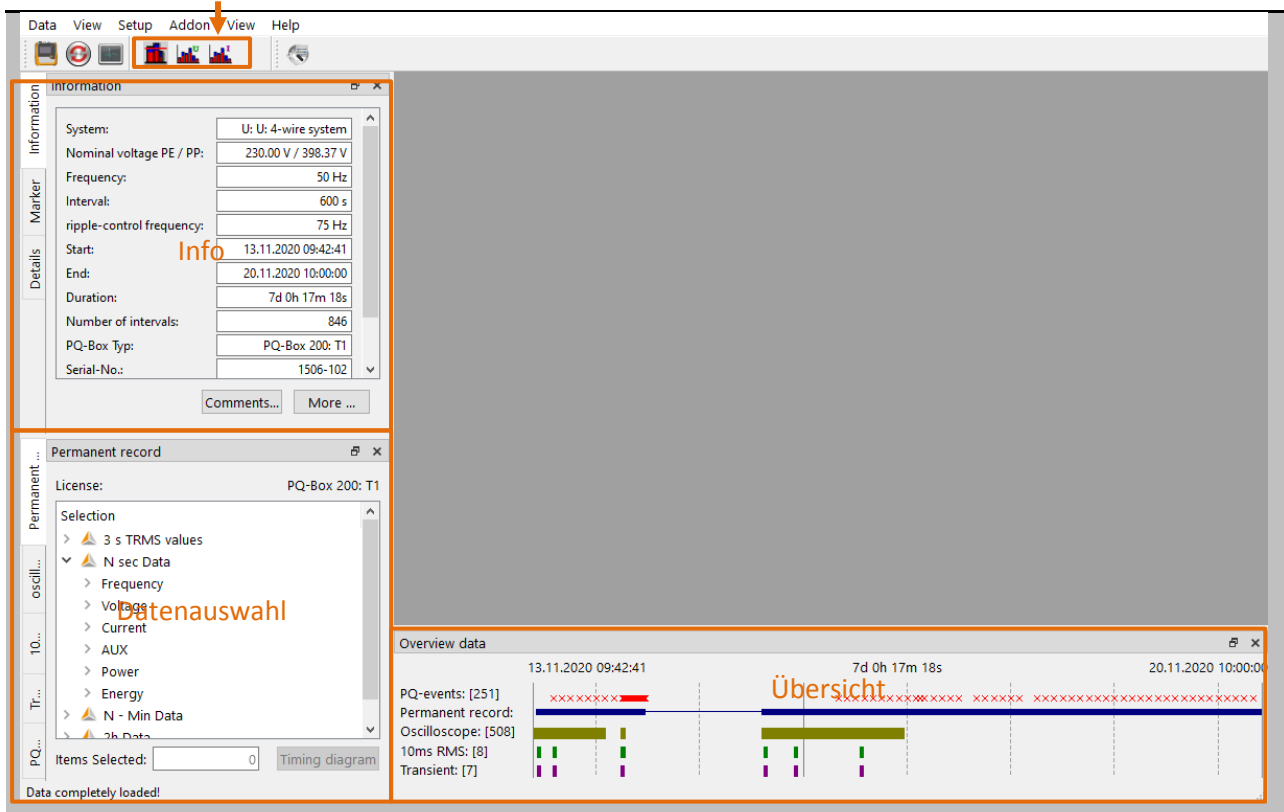 Data View Setup Addon View Help
Information
Information
Marker
Details
System: U: U: 4-wire system
Nominal voltage PE / PP: 230.00 V / 398.37 V
Frequency: 50 Hz
Interval: 600 s
ripple-control frequency: 75 Hz
Start: 13.11.2020 09:42:41
Info
End: 20.11.2020 10:00:00
Duration: 7d 0h 17m 18s
Number of intervals: 846
PQ-Box Typ: PQ-Box 200: T1
Serial-No.: 1506-102
Comments... More ...
Permanent ...
oscill...
10...
Tr...
PQ...
Permanent record
License: PQ-Box 200: T1
Selection
3 s TRMS values
N sec Data
Frequency
Voltage
Datenauswahl
Current
AUX
Power
Energy
N - Min Data
2h Data
Items Selected: 0 Timing diagram
Data completely loaded!
Overview data
13.11.2020 09:42:41 7d 0h 17m 18s 20.11.2020 10:00:00
Übersicht
PQ-events: [251]
Permanent record:
Oscilloscope: [508]
10ms RMS: [8]
Transient: [7]